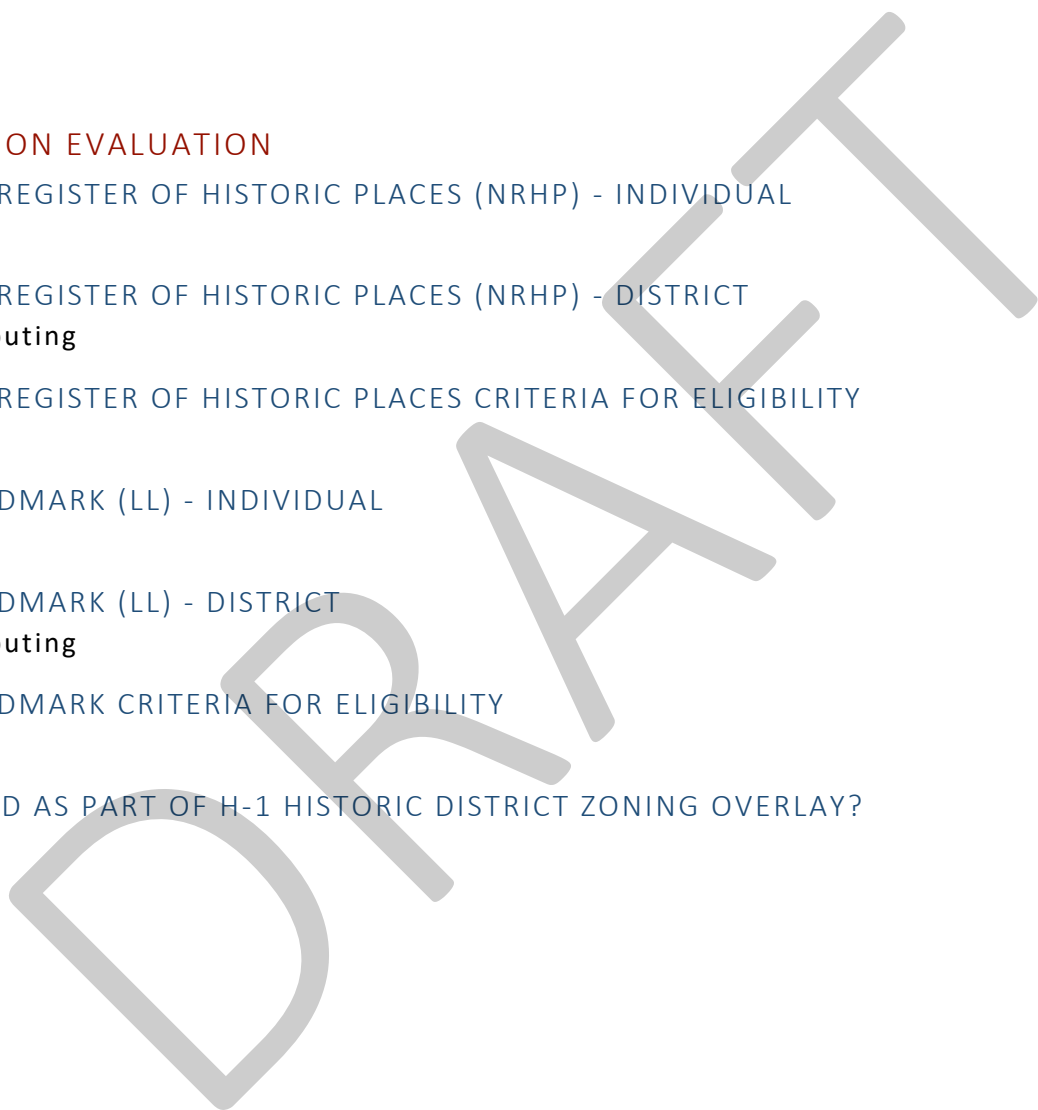 ON EVALUATION
REGISTER OF HISTORIC PLACES (NRHP) - INDIVIDUAL
REGISTER OF HISTORIC PLACES (NRHP) - DISTRICT
outing
REGISTER OF HISTORIC PLACES CRITERIA FOR ELIGIBILITY
DMARK (LL) - INDIVIDUAL
DMARK (LL) - DISTRICT
outing
DMARK CRITERIA FOR ELIGIBILITY
D AS PART OF H-1 HISTORIC DISTRICT ZONING OVERLAY?
DRAFT